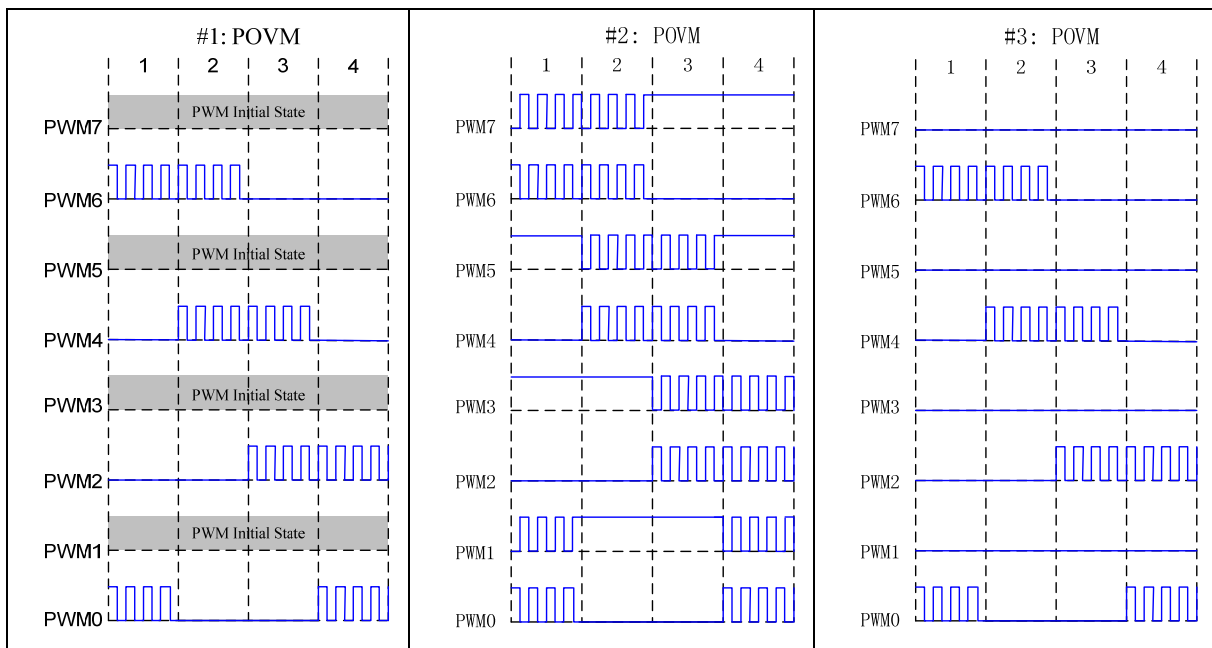 #1: POVM
1 2 3 4
PWM7 PWM Initial State
PWM6
PWM5 PWM Initial State
PWM4
PWM3 PWM Initial State
PWM2
PWM1 PWM Initial State
PWM0
#2: POVM
1 2 3 4
PWM7
PWM6
PWM5
PWM4
PWM3
PWM2
PWM1
PWM0
#3: POVM
1 2 3 4
PWM7
PWM6
PWM5
PWM4
PWM3
PWM2
PWM1
PWM0